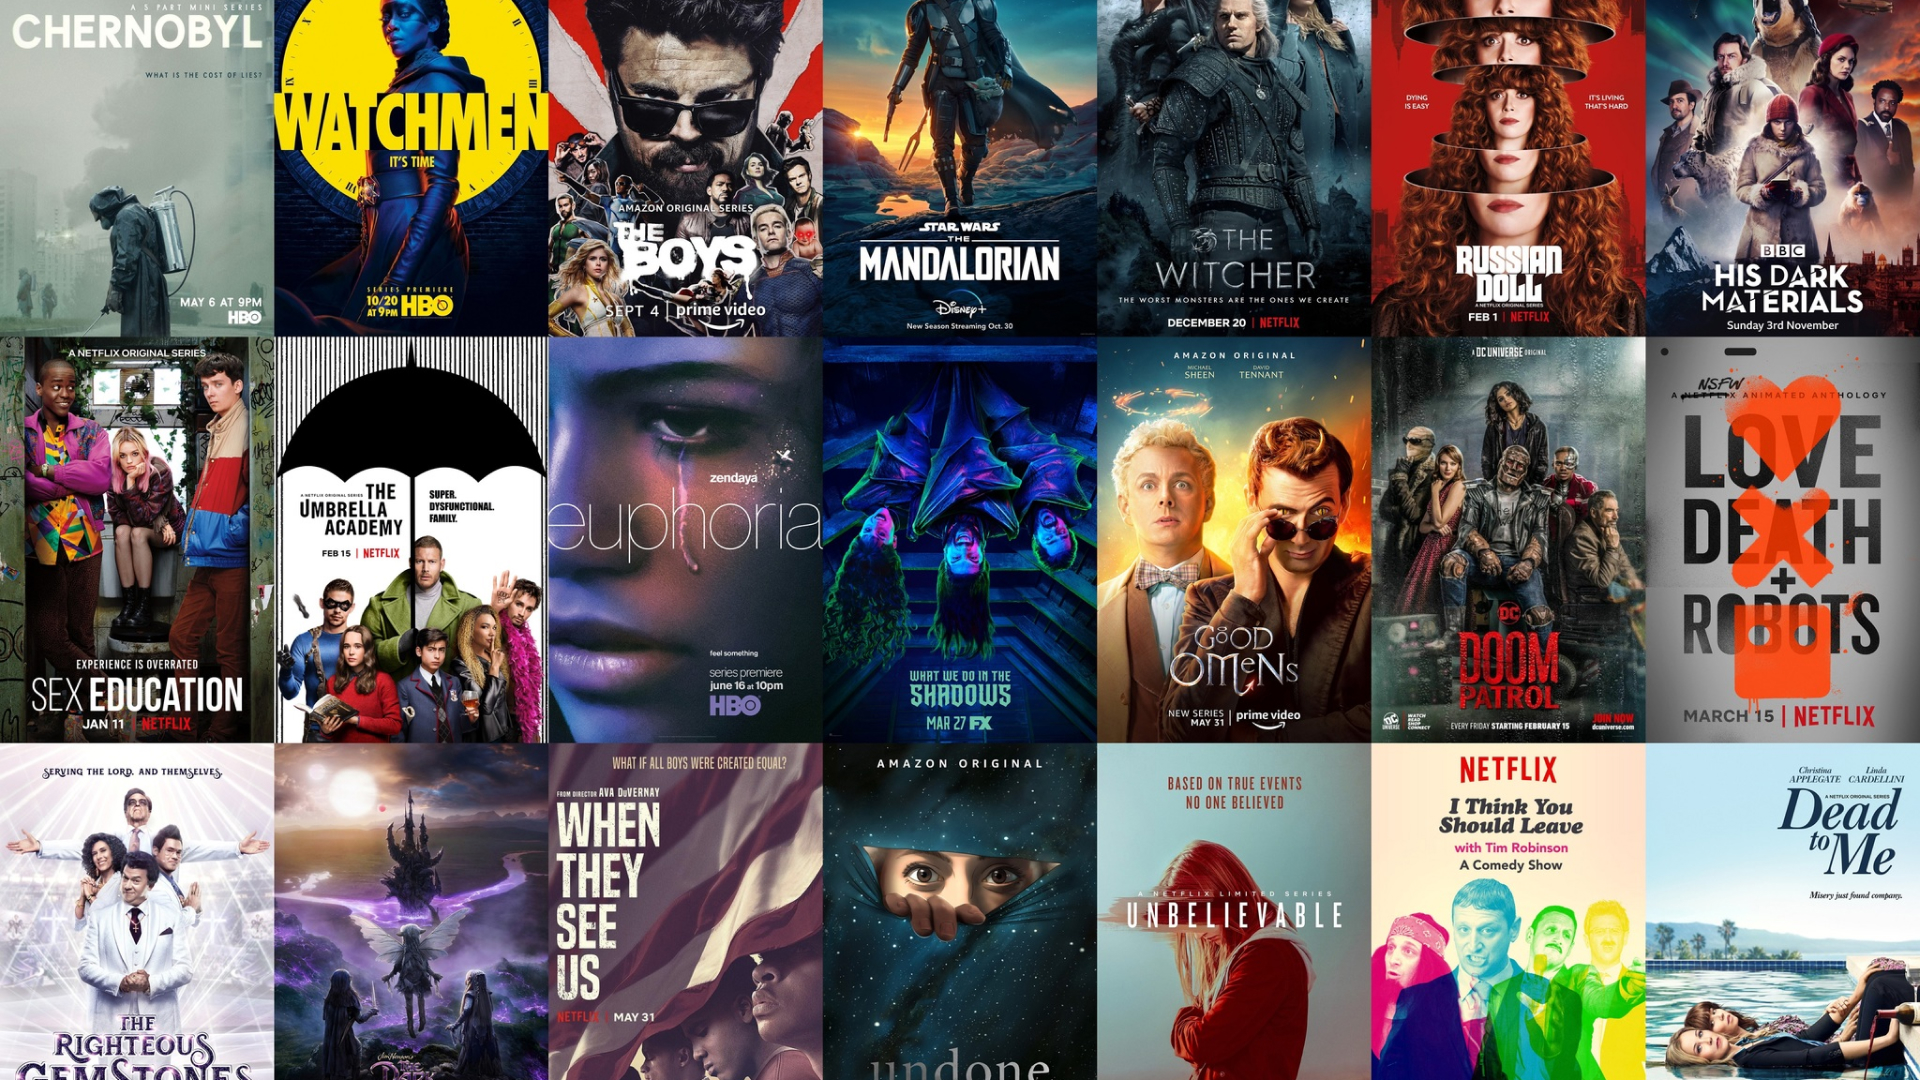 A 5 PART MINI SERIES
CHERNOBYL
WHAT IS THE COST OF LIES?
MAY 6 AT 9PM
HBO
WATCHMEN
IT'S TIME
SERIES PREMIERE
10/20
AT 9PM HBO
AMAZON ORIGINAL SERIES
THE
BOYS
SEPT 4 | prime video
STAR WARS
THE
MANDALORIAN
Disney+
New Season Streaming Oct. 30
THE
WITCHER
THE WORST MONSTERS ARE THE ONES WE CREATE
DECEMBER 20 | NETFLIX
DYING
IS EASY
IT'S LIVING
THAT'S HARD
RUSSIAN
DOLL
A NETFLIX ORIGINAL SERIES
FEB 1 | NETFLIX
BBC
HIS DARK
MATERIALS
Sunday 3rd November
A NETFLIX ORIGINAL SERIES
EXPERIENCE IS OVERRATED
SEX EDUCATION
JAN 11 | NETFLIX
A NETFLIX ORIGINAL SERIES THE
UMBRELLA
ACADEMY
SUPER.
DYSFUNCTIONAL.
FAMILY.
FEB 15 | NETFLIX
zendaya
euphoria
feel something
series premiere
june 16 at 10pm
HBO
WHAT WE DO IN THE
SHADOWS
MAR 27 FX
AMAZON ORIGINAL
MICHAEL
SHEEN
DAVID
TENNANT
GOOD
OMENS
NEW SERIES
MAY 31 | prime video
A DC UNIVERSE ORIGINAL
DC
DOOM
PATROL
DC
UNIVERSE
WATCH
READ
SHOP
CONNECT
EVERY FRIDAY STARTING FEBRUARY 15
JOIN NOW
dcuniverse.com
NSFW
A NETFLIX ANIMATED ANTHOLOGY
LOVE
DEATH
+
ROBOTS
MARCH 15 | NETFLIX
SERVING THE LORD. AND THEMSELVES.
THE
RIGHTEOUS
GEMSTONES
WHAT IF ALL BOYS WERE CREATED EQUAL?
FROM DIRECTOR AVA DuVERNAY
WHEN
THEY
SEE
US
NETFLIX | MAY 31
AMAZON ORIGINAL
undone
BASED ON TRUE EVENTS
NO ONE BELIEVED
A NETFLIX LIMITED SERIES
UNBELIEVABLE
NETFLIX
I Think You
Should Leave
with Tim Robinson
A Comedy Show
Christina
APPLEGATE
Linda
CARDELLINI
A NETFLIX ORIGINAL SERIES
Dead
to
Me
Misery just found company.